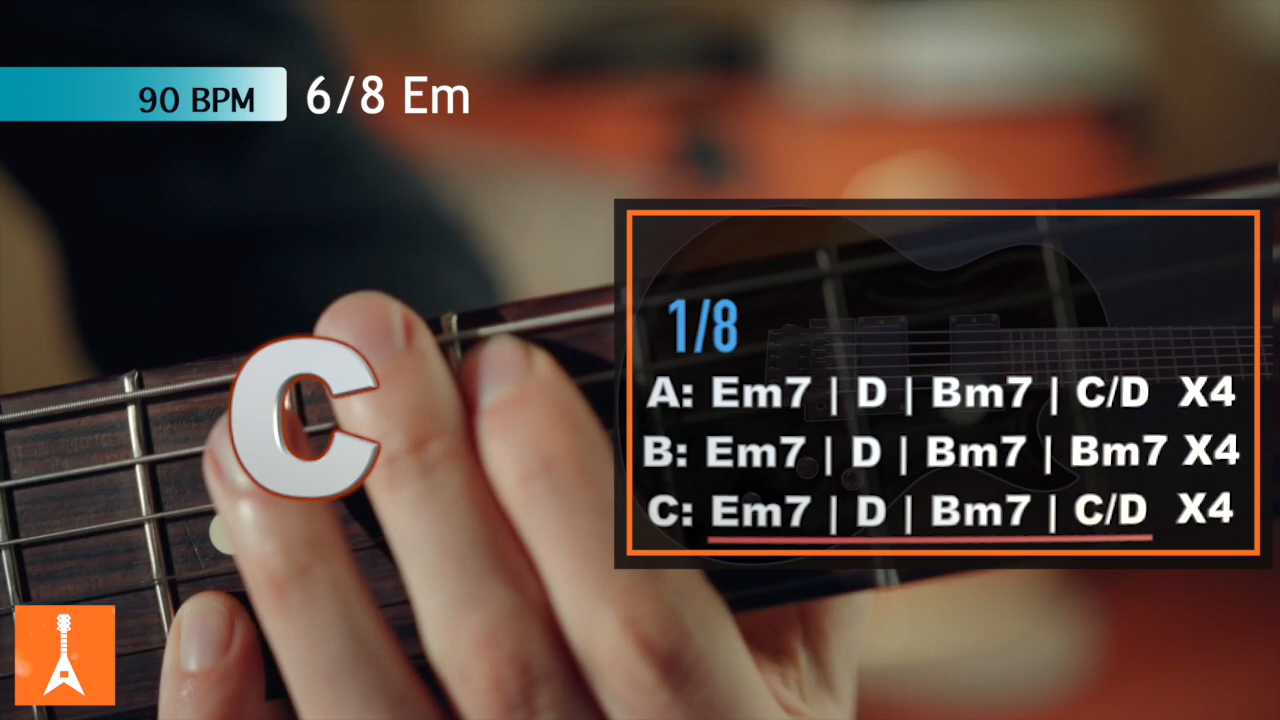 90 BPM 6/8 Em
C
1/8
A: Em7 | D | Bm7 | C/D X4
B: Em7 | D | Bm7 | Bm7 X4
C: Em7 | D | Bm7 | C/D X4